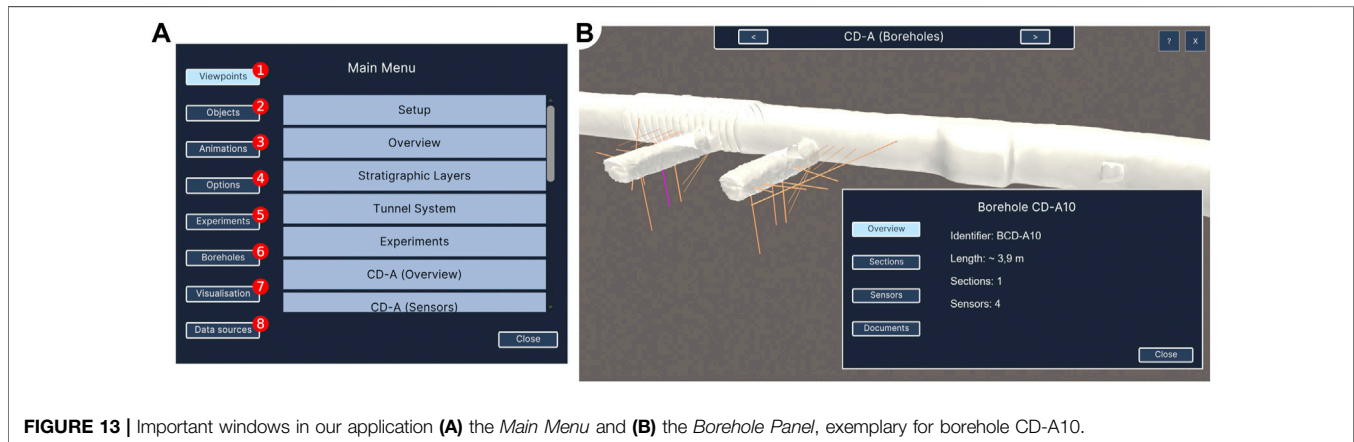 A
Main Menu
Viewpoints 1
Objects 2
Animations 3
Options 4
Experiments 5
Boreholes 6
Visualisation 7
Data sources 8
Setup
Overview
Stratigraphic Layers
Tunnel System
Experiments
CD-A (Overview)
CD-A (Sensors)
Close
B
< CD-A (Boreholes) >
? X
Borehole CD-A10
Overview
Sections
Sensors
Documents
Identifier: BCD-A10
Length: ~ 3,9 m
Sections: 1
Sensors: 4
Close
FIGURE 13 | Important windows in our application (A) the Main Menu and (B) the Borehole Panel, exemplary for borehole CD-A10.